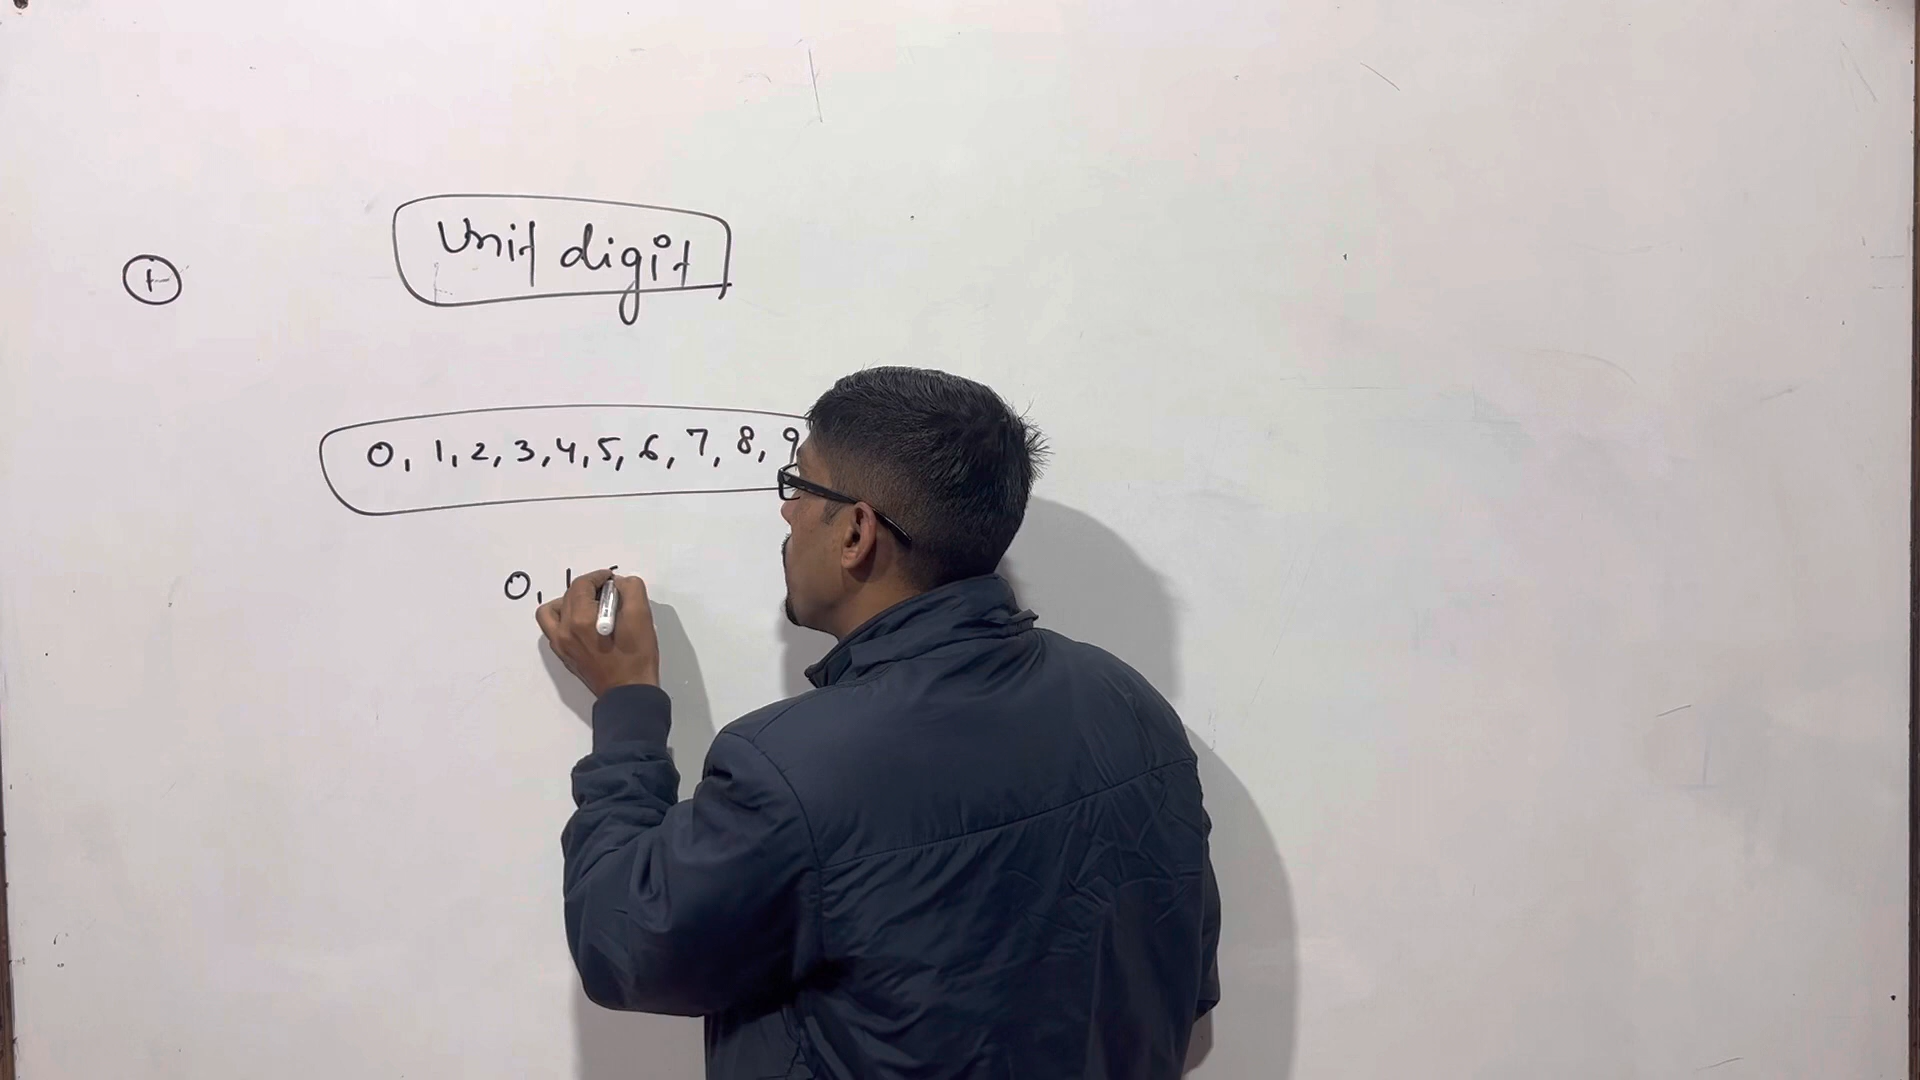 Unit digit
1
0, 1, 2, 3, 4, 5, 6, 7, 8, 9
0, 1